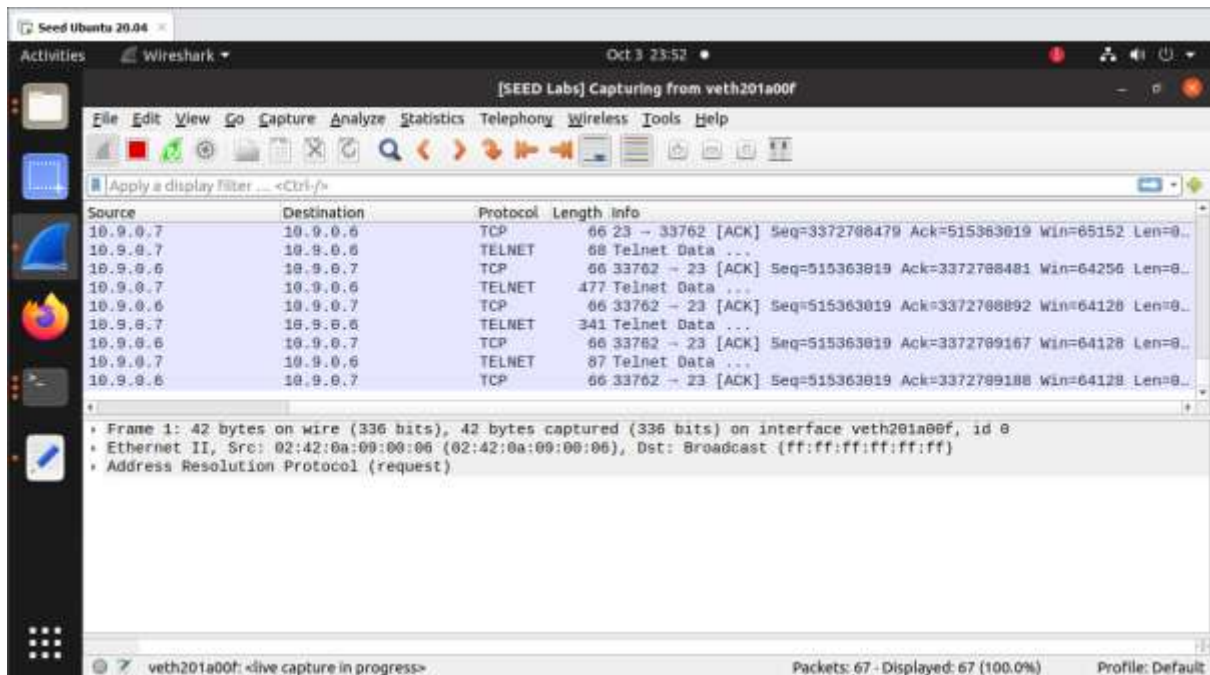 Seed Ubuntu 20.04
Activities Wireshark Oct 3 23:52
[SEED Labs] Capturing from veth201a00f
File Edit View Go Capture Analyze Statistics Telephony Wireless Tools Help
Apply a display filter ... <Ctrl-/>
Source Destination Protocol Length Info
10.9.0.7 10.9.0.6 TCP 66 23 → 33762 [ACK] Seq=3372708479 Ack=515363019 Win=65152 Len=0…
10.9.0.7 10.9.0.6 TELNET 68 Telnet Data ...
10.9.0.6 10.9.0.7 TCP 66 33762 → 23 [ACK] Seq=515363019 Ack=3372708481 Win=64256 Len=0…
10.9.0.7 10.9.0.6 TELNET 477 Telnet Data ...
10.9.0.6 10.9.0.7 TCP 66 33762 → 23 [ACK] Seq=515363019 Ack=3372708892 Win=64128 Len=0…
10.9.0.7 10.9.0.6 TELNET 341 Telnet Data ...
10.9.0.6 10.9.0.7 TCP 66 33762 → 23 [ACK] Seq=515363019 Ack=3372709167 Win=64128 Len=0…
10.9.0.7 10.9.0.6 TELNET 87 Telnet Data ...
10.9.0.6 10.9.0.7 TCP 66 33762 → 23 [ACK] Seq=515363019 Ack=3372709188 Win=64128 Len=0…
Frame 1: 42 bytes on wire (336 bits), 42 bytes captured (336 bits) on interface veth201a00f, id 0
Ethernet II, Src: 02:42:0a:09:00:06 (02:42:0a:09:00:06), Dst: Broadcast (ff:ff:ff:ff:ff:ff)
Address Resolution Protocol (request)
veth201a00f: <live capture in progress> Packets: 67 · Displayed: 67 (100.0%) Profile: Default